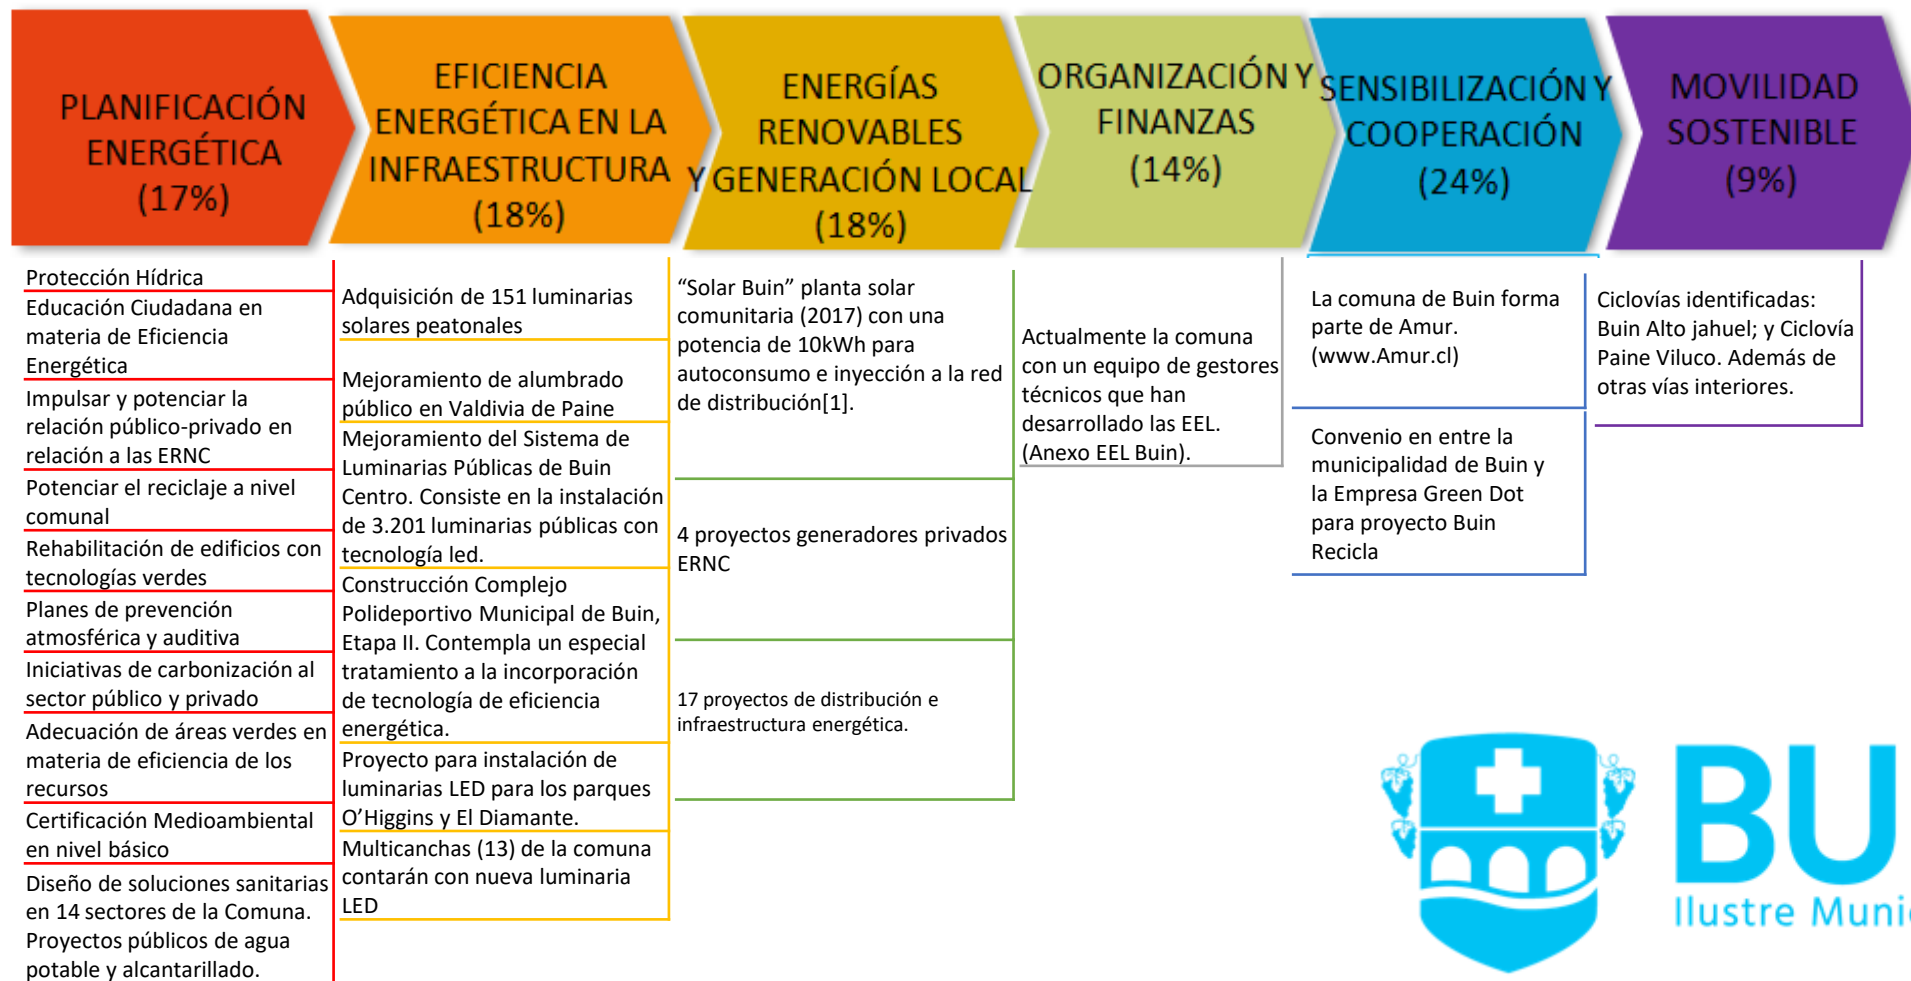 PLANIFICACIÓN
ENERGÉTICA
(17%)
EFICIENCIA
ENERGÉTICA EN LA
INFRAESTRUCTURA
(18%)
ENERGÍAS
RENOVABLES
Y GENERACIÓN LOCAL
(18%)
ORGANIZACIÓN Y
FINANZAS
(14%)
SENSIBILIZACIÓN Y
COOPERACIÓN
(24%)
MOVILIDAD
SOSTENIBLE
(9%)
Protección Hídrica
Educación Ciudadana en
materia de Eficiencia
Energética
Impulsar y potenciar la
relación público-privado en
relación a las ERNC
Potenciar el reciclaje a nivel
comunal
Rehabilitación de edificios con
tecnologías verdes
Planes de prevención
atmosférica y auditiva
Iniciativas de carbonización al
sector público y privado
Adecuación de áreas verdes en
materia de eficiencia de los
recursos
Certificación Medioambiental
en nivel básico
Diseño de soluciones sanitarias
en 14 sectores de la Comuna.
Proyectos públicos de agua
potable y alcantarillado.
Adquisición de 151 luminarias
solares peatonales
Mejoramiento de alumbrado
público en Valdivia de Paine
Mejoramiento del Sistema de
Luminarias Públicas de Buin
Centro. Consiste en la instalación
de 3.201 luminarias públicas con
tecnología led.
Construcción Complejo
Polideportivo Municipal de Buin,
Etapa II. Contempla un especial
tratamiento a la incorporación
de tecnología de eficiencia
energética.
Proyecto para instalación de
luminarias LED para los parques
O’Higgins y El Diamante.
Multicanchas (13) de la comuna
contarán con nueva luminaria
LED
“Solar Buin” planta solar
comunitaria (2017) con una
potencia de 10kWh para
autoconsumo e inyección a la red
de distribución[1].
4 proyectos generadores privados
ERNC
17 proyectos de distribución e
infraestructura energética.
Actualmente la comuna
con un equipo de gestores
técnicos que han
desarrollado las EEL.
(Anexo EEL Buin).
La comuna de Buin forma
parte de Amur.
(www.Amur.cl)
Convenio en entre la
municipalidad de Buin y
la Empresa Green Dot
para proyecto Buin
Recicla
Ciclovías identificadas:
Buin Alto jahuel; y Ciclovía
Paine Viluco. Además de
otras vías interiores.
BU
Ilustre Muni